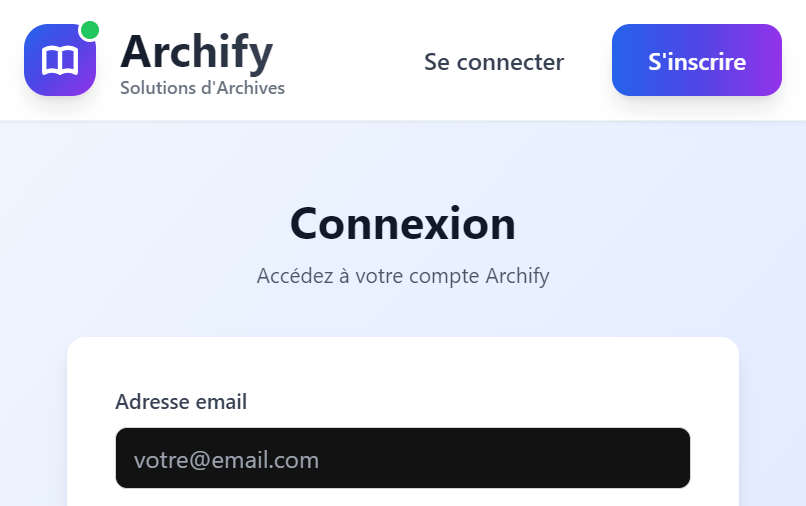 Archify
Solutions d'Archives
Se connecter
S'inscrire
Connexion
Accédez à votre compte Archify
Adresse email
votre@email.com